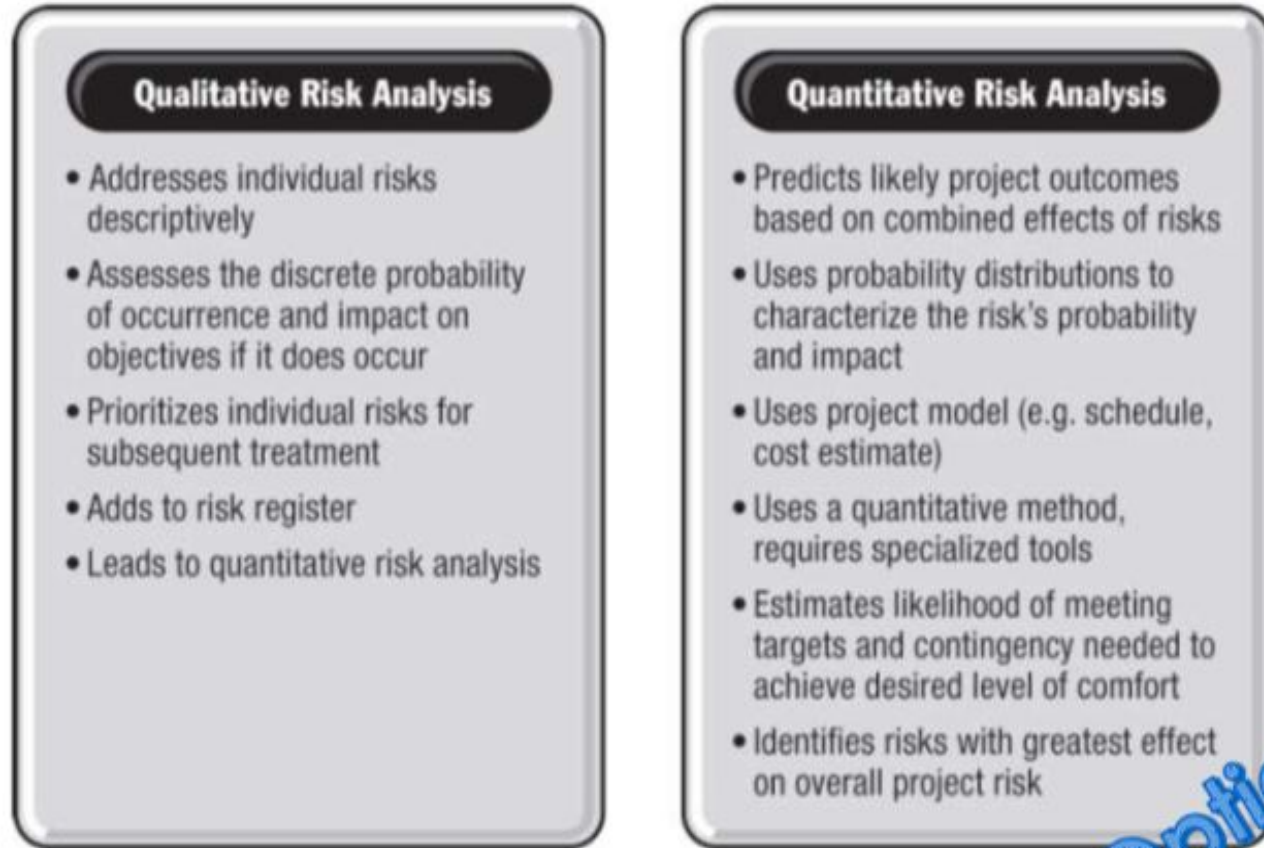 Qualitative Risk Analysis
• Addresses individual risks
descriptively
• Assesses the discrete probability
of occurrence and impact on
objectives if it does occur
• Prioritizes individual risks for
subsequent treatment
• Adds to risk register
• Leads to quantitative risk analysis
Quantitative Risk Analysis
• Predicts likely project outcomes
based on combined effects of risks
• Uses probability distributions to
characterize the risk's probability
and impact
• Uses project model (e.g. schedule,
cost estimate)
• Uses a quantitative method,
requires specialized tools
• Estimates likelihood of meeting
targets and contingency needed to
achieve desired level of comfort
• Identifies risks with greatest effect
on overall project risk